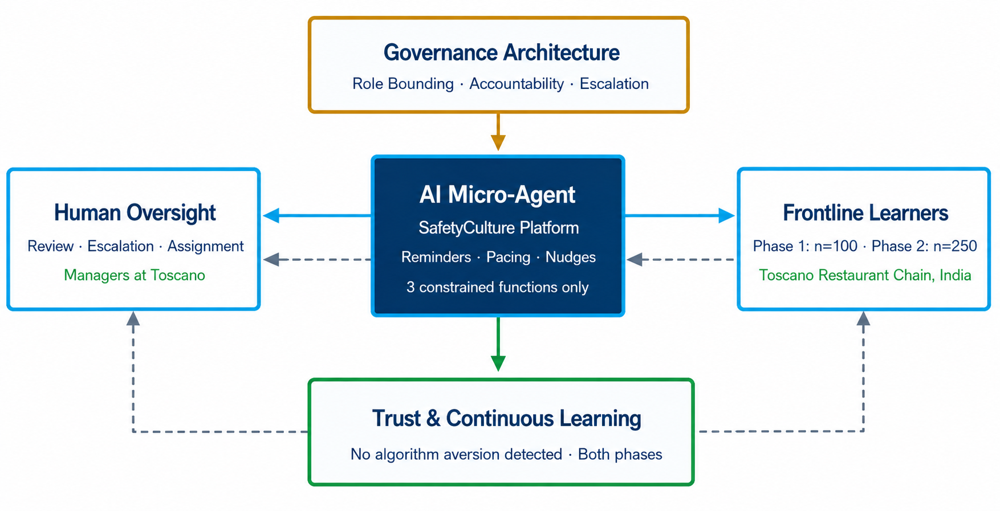 Governance Architecture
Role Bounding · Accountability · Escalation
Human Oversight
Review · Escalation · Assignment
Managers at Toscano
AI Micro-Agent
SafetyCulture Platform
Reminders · Pacing · Nudges
3 constrained functions only
Frontline Learners
Phase 1: n=100 · Phase 2: n=250
Toscano Restaurant Chain, India
Trust & Continuous Learning
No algorithm aversion detected · Both phases